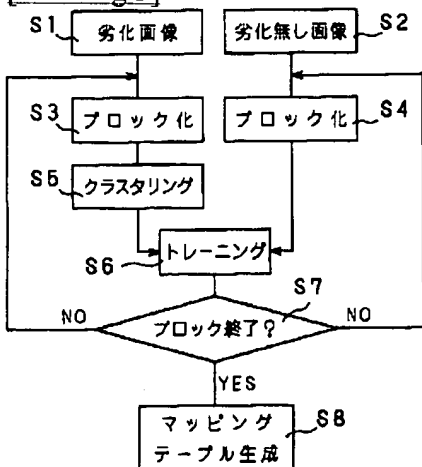 S1
劣化画像
劣化無し画像
S2
S3
ブロック化
ブロック化
S4
S5
クラスタリング
S6
トレーニング
S7
NO
ブロック終了?
NO
YES
マッピング
テーブル生成
S8